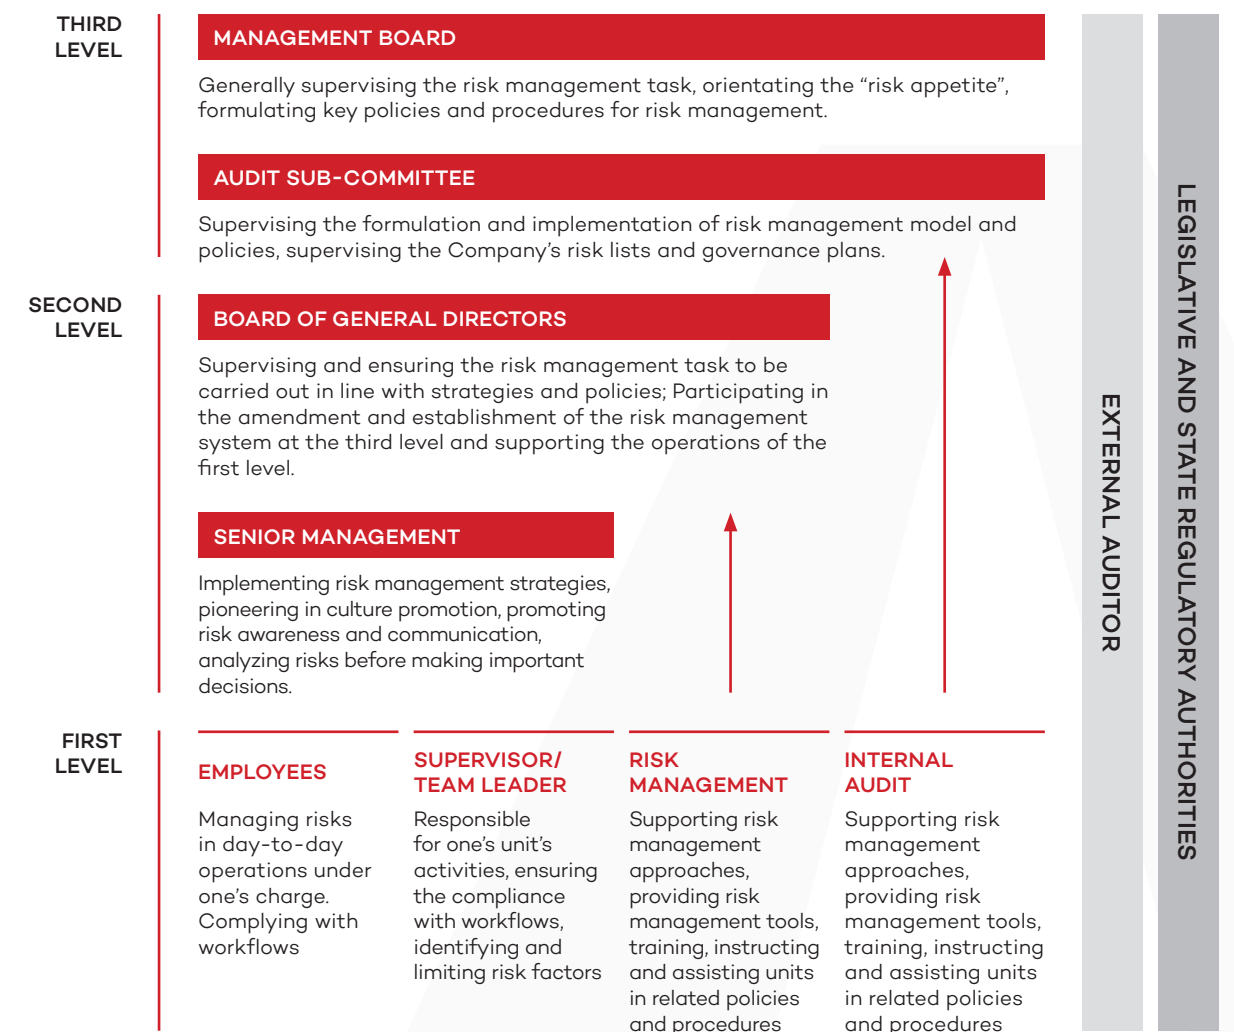 THIRD
LEVEL
MANAGEMENT BOARD
Generally supervising the risk management task, orientating the “risk appetite”,
formulating key policies and procedures for risk management.
AUDIT SUB-COMMITTEE
Supervising the formulation and implementation of risk management model and
policies, supervising the Company’s risk lists and governance plans.
SECOND
LEVEL
BOARD OF GENERAL DIRECTORS
Supervising and ensuring the risk management task to be
carried out in line with strategies and policies; Participating in
the amendment and establishment of the risk management
system at the third level and supporting the operations of the
first level.
SENIOR MANAGEMENT
Implementing risk management strategies,
pioneering in culture promotion, promoting
risk awareness and communication,
analyzing risks before making important
decisions.
FIRST
LEVEL
EMPLOYEES
Managing risks
in day-to-day
operations under
one’s charge.
Complying with
workflows
SUPERVISOR/
TEAM LEADER
Responsible
for one’s unit’s
activities, ensuring
the compliance
with workflows,
identifying and
limiting risk factors
RISK
MANAGEMENT
Supporting risk
management
approaches,
providing risk
management tools,
training, instructing
and assisting units
in related policies
and procedures
INTERNAL
AUDIT
Supporting risk
management
approaches,
providing risk
management tools,
training, instructing
and assisting units
in related policies
and procedures
EXTERNAL AUDITOR
LEGISLATIVE AND STATE REGULATORY AUTHORITIES